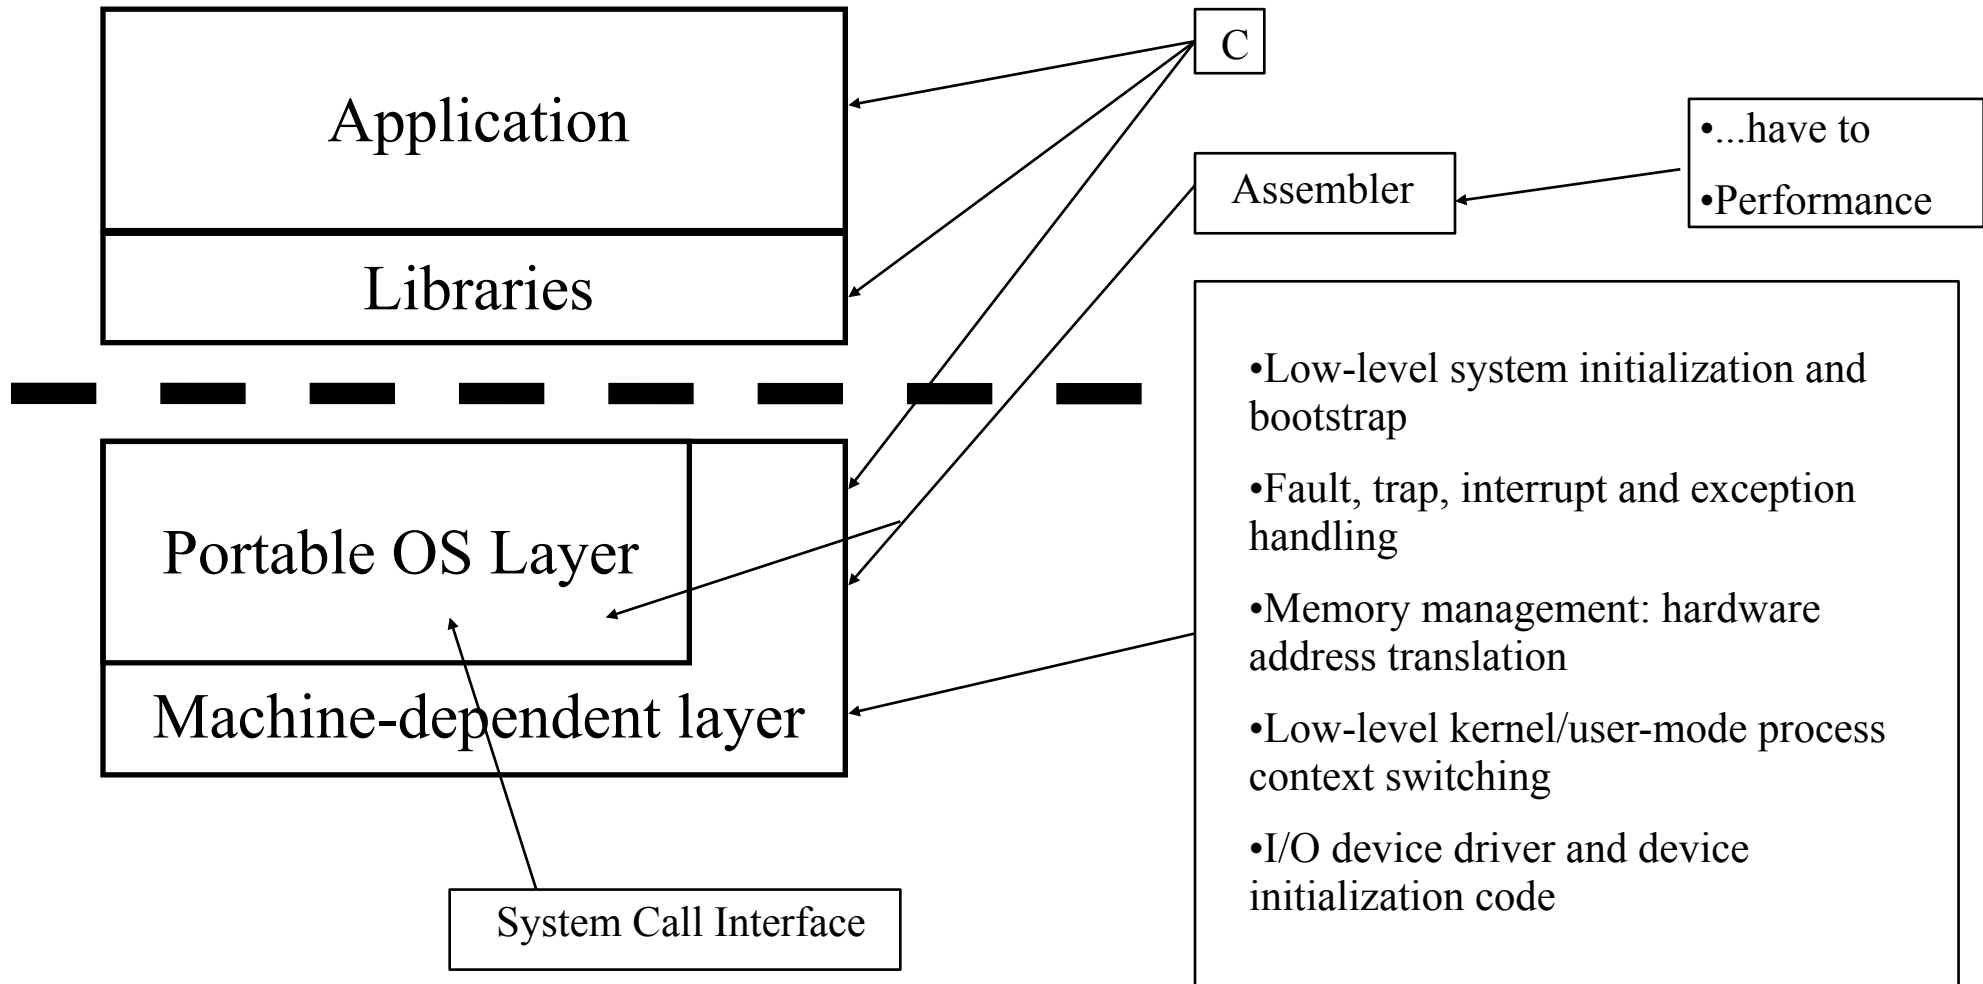 Application
Libraries
Portable OS Layer
Machine-dependent layer
System Call Interface
C
Assembler
•...have to
•Performance
•Low-level system initialization and
bootstrap
•Fault, trap, interrupt and exception
handling
•Memory management: hardware
address translation
•Low-level kernel/user-mode process
context switching
•I/O device driver and device
initialization code